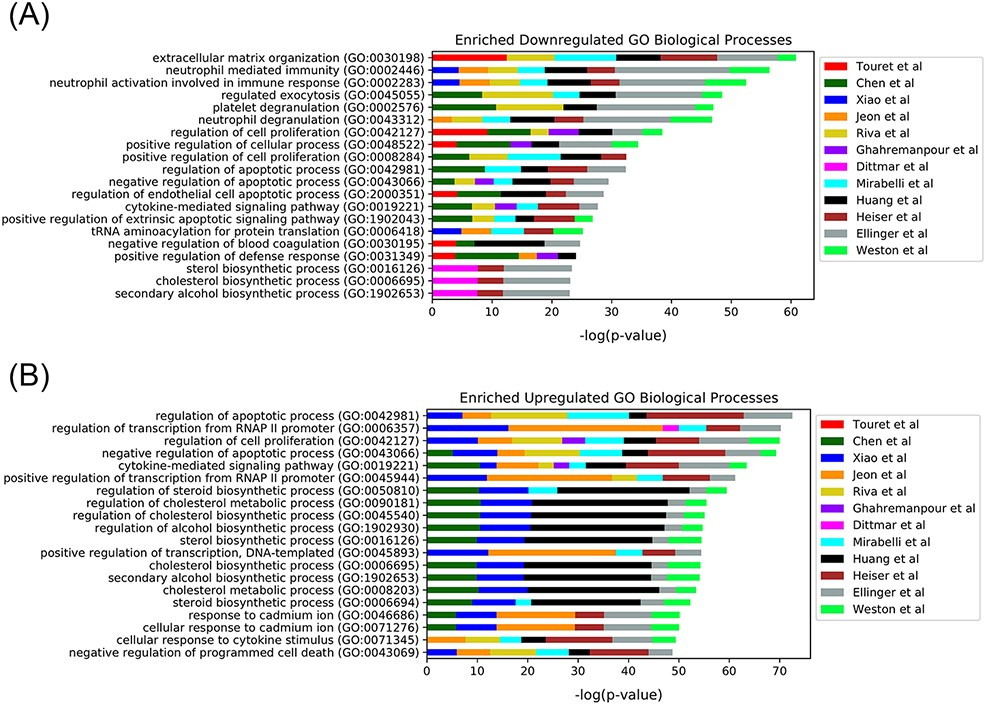 (A)
Enriched Downregulated GO Biological Processes
extracellular matrix organization (GO:0030198)
neutrophil mediated immunity (GO:0002446)
neutrophil activation involved in immune response (GO:0002283)
regulated exocytosis (GO:0045055)
platelet degranulation (GO:0002576)
neutrophil degranulation (GO:0043312)
regulation of cell proliferation (GO:0042127)
positive regulation of cellular process (GO:0048522)
positive regulation of cell proliferation (GO:0008284)
regulation of apoptotic process (GO:0042981)
negative regulation of apoptotic process (GO:0043066)
regulation of endothelial cell apoptotic process (GO:2000351)
cytokine-mediated signaling pathway (GO:0019221)
positive regulation of extrinsic apoptotic signaling pathway (GO:1902043)
tRNA aminoacylation for protein translation (GO:0006418)
negative regulation of blood coagulation (GO:0030195)
positive regulation of defense response (GO:0031349)
sterol biosynthetic process (GO:0016126)
cholesterol biosynthetic process (GO:0006695)
secondary alcohol biosynthetic process (GO:1902653)
0 10 20 30 40 50 60
-log(p-value)
Touret et al
Chen et al
Xiao et al
Jeon et al
Riva et al
Ghahremanpour et al
Dittmar et al
Mirabelli et al
Huang et al
Heiser et al
Ellinger et al
Weston et al
(B)
Enriched Upregulated GO Biological Processes
regulation of apoptotic process (GO:0042981)
regulation of transcription from RNAP II promoter (GO:0006357)
regulation of cell proliferation (GO:0042127)
negative regulation of apoptotic process (GO:0043066)
cytokine-mediated signaling pathway (GO:0019221)
positive regulation of transcription from RNAP II promoter (GO:0045944)
regulation of steroid biosynthetic process (GO:0050810)
regulation of cholesterol metabolic process (GO:0090181)
regulation of cholesterol biosynthetic process (GO:0045540)
regulation of alcohol biosynthetic process (GO:1902930)
sterol biosynthetic process (GO:0016126)
positive regulation of transcription, DNA-templated (GO:0045893)
cholesterol biosynthetic process (GO:0006695)
secondary alcohol biosynthetic process (GO:1902653)
cholesterol metabolic process (GO:0008203)
steroid biosynthetic process (GO:0006694)
response to cadmium ion (GO:0046686)
cellular response to cadmium ion (GO:0071276)
cellular response to cytokine stimulus (GO:0071345)
negative regulation of programmed cell death (GO:0043069)
0 10 20 30 40 50 60 70
-log(p-value)
Touret et al
Chen et al
Xiao et al
Jeon et al
Riva et al
Ghahremanpour et al
Dittmar et al
Mirabelli et al
Huang et al
Heiser et al
Ellinger et al
Weston et al